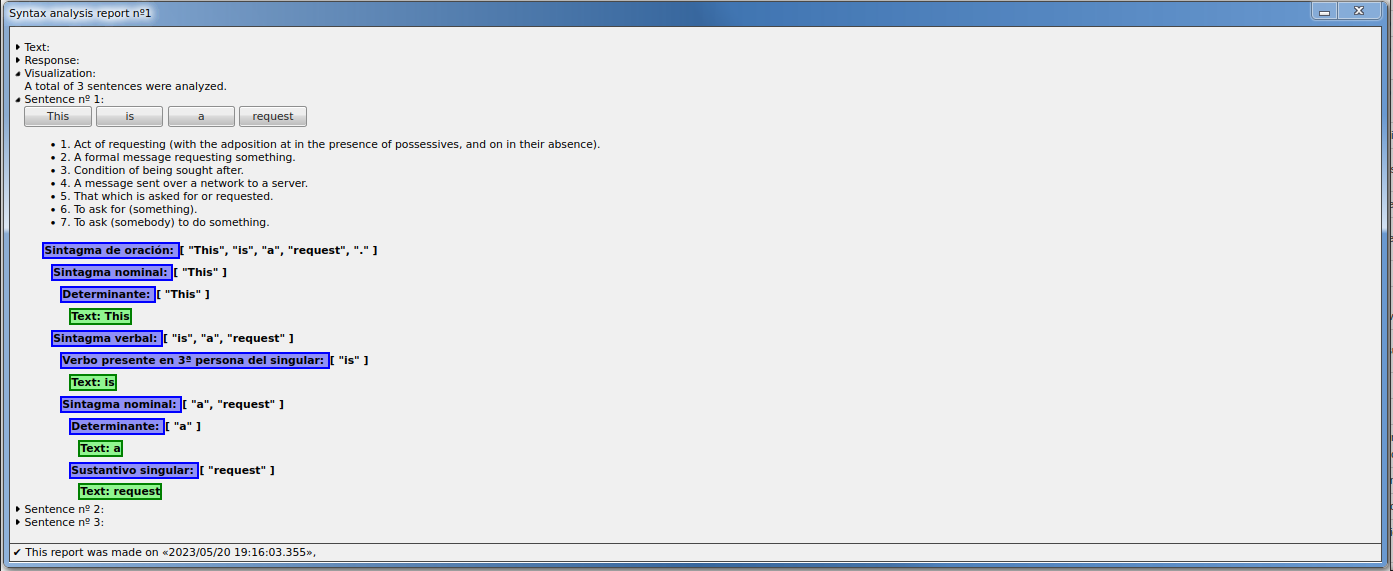 Syntax analysis report nº1
Text:
Response:
Visualization:
A total of 3 sentences were analyzed.
Sentence nº 1:
This is a request
• 1. Act of requesting (with the adposition at in the presence of possessives, and on in their absence).
• 2. A formal message requesting something.
• 3. Condition of being sought after.
• 4. A message sent over a network to a server.
• 5. That which is asked for or requested.
• 6. To ask for (something).
• 7. To ask (somebody) to do something.
Sintagma de oración: [ "This", "is", "a", "request", "." ]
Sintagma nominal: [ "This" ]
Determinante: [ "This" ]
Text: This
Sintagma verbal: [ "is", "a", "request" ]
Verbo presente en 3ª persona del singular: [ "is" ]
Text: is
Sintagma nominal: [ "a", "request" ]
Determinante: [ "a" ]
Text: a
Sustantivo singular: [ "request" ]
Text: request
Sentence nº 2:
Sentence nº 3:
✔ This report was made on «2023/05/20 19:16:03.355»,